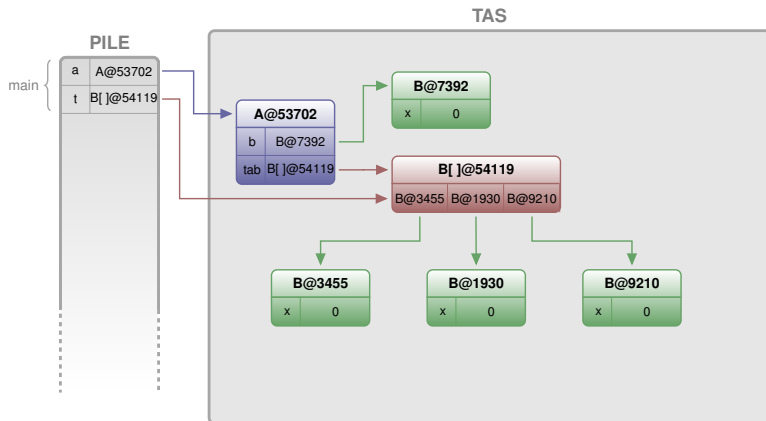 TAS
PILE
main
a A@53702
t B[ ]@54119
A@53702
b B@7392
tab B[ ]@54119
B@7392
x 0
B[ ]@54119
B@3455 B@1930 B@9210
B@3455
x 0
B@1930
x 0
B@9210
x 0